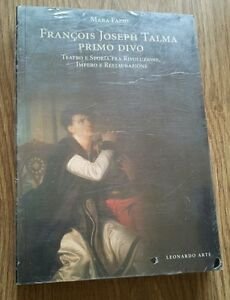 MARA FAZIO
FRANÇOIS JOSEPH TALMA
PRIMO DIVO
TEATRO E STORIA FRA RIVOLUZIONE,
IMPERO E RESTAURAZIONE
LEONARDO ARTE